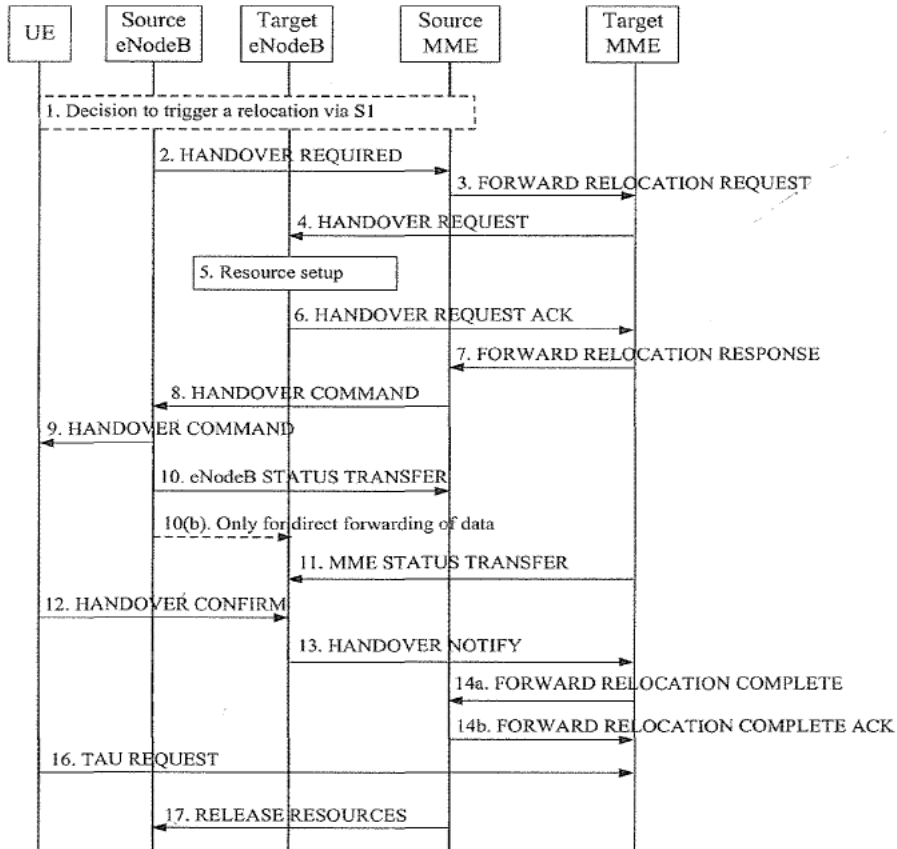 UE
Source
eNodeB
Target
eNodeB
Source
MME
Target
MME
1. Decision to trigger a relocation via S1
2. HANDOVER REQUIRED
3. FORWARD RELOCATION REQUEST
4. HANDOVER REQUEST
5. Resource setup
6. HANDOVER REQUEST ACK
7. FORWARD RELOCATION RESPONSE
8. HANDOVER COMMAND
9. HANDOVER COMMAND
10. eNodeB STATUS TRANSFER
10(b). Only for direct forwarding of data
11. MME STATUS TRANSFER
12. HANDOVER CONFIRM
13. HANDOVER NOTIFY
14a. FORWARD RELOCATION COMPLETE
14b. FORWARD RELOCATION COMPLETE ACK
16. TAU REQUEST
17. RELEASE RESOURCES